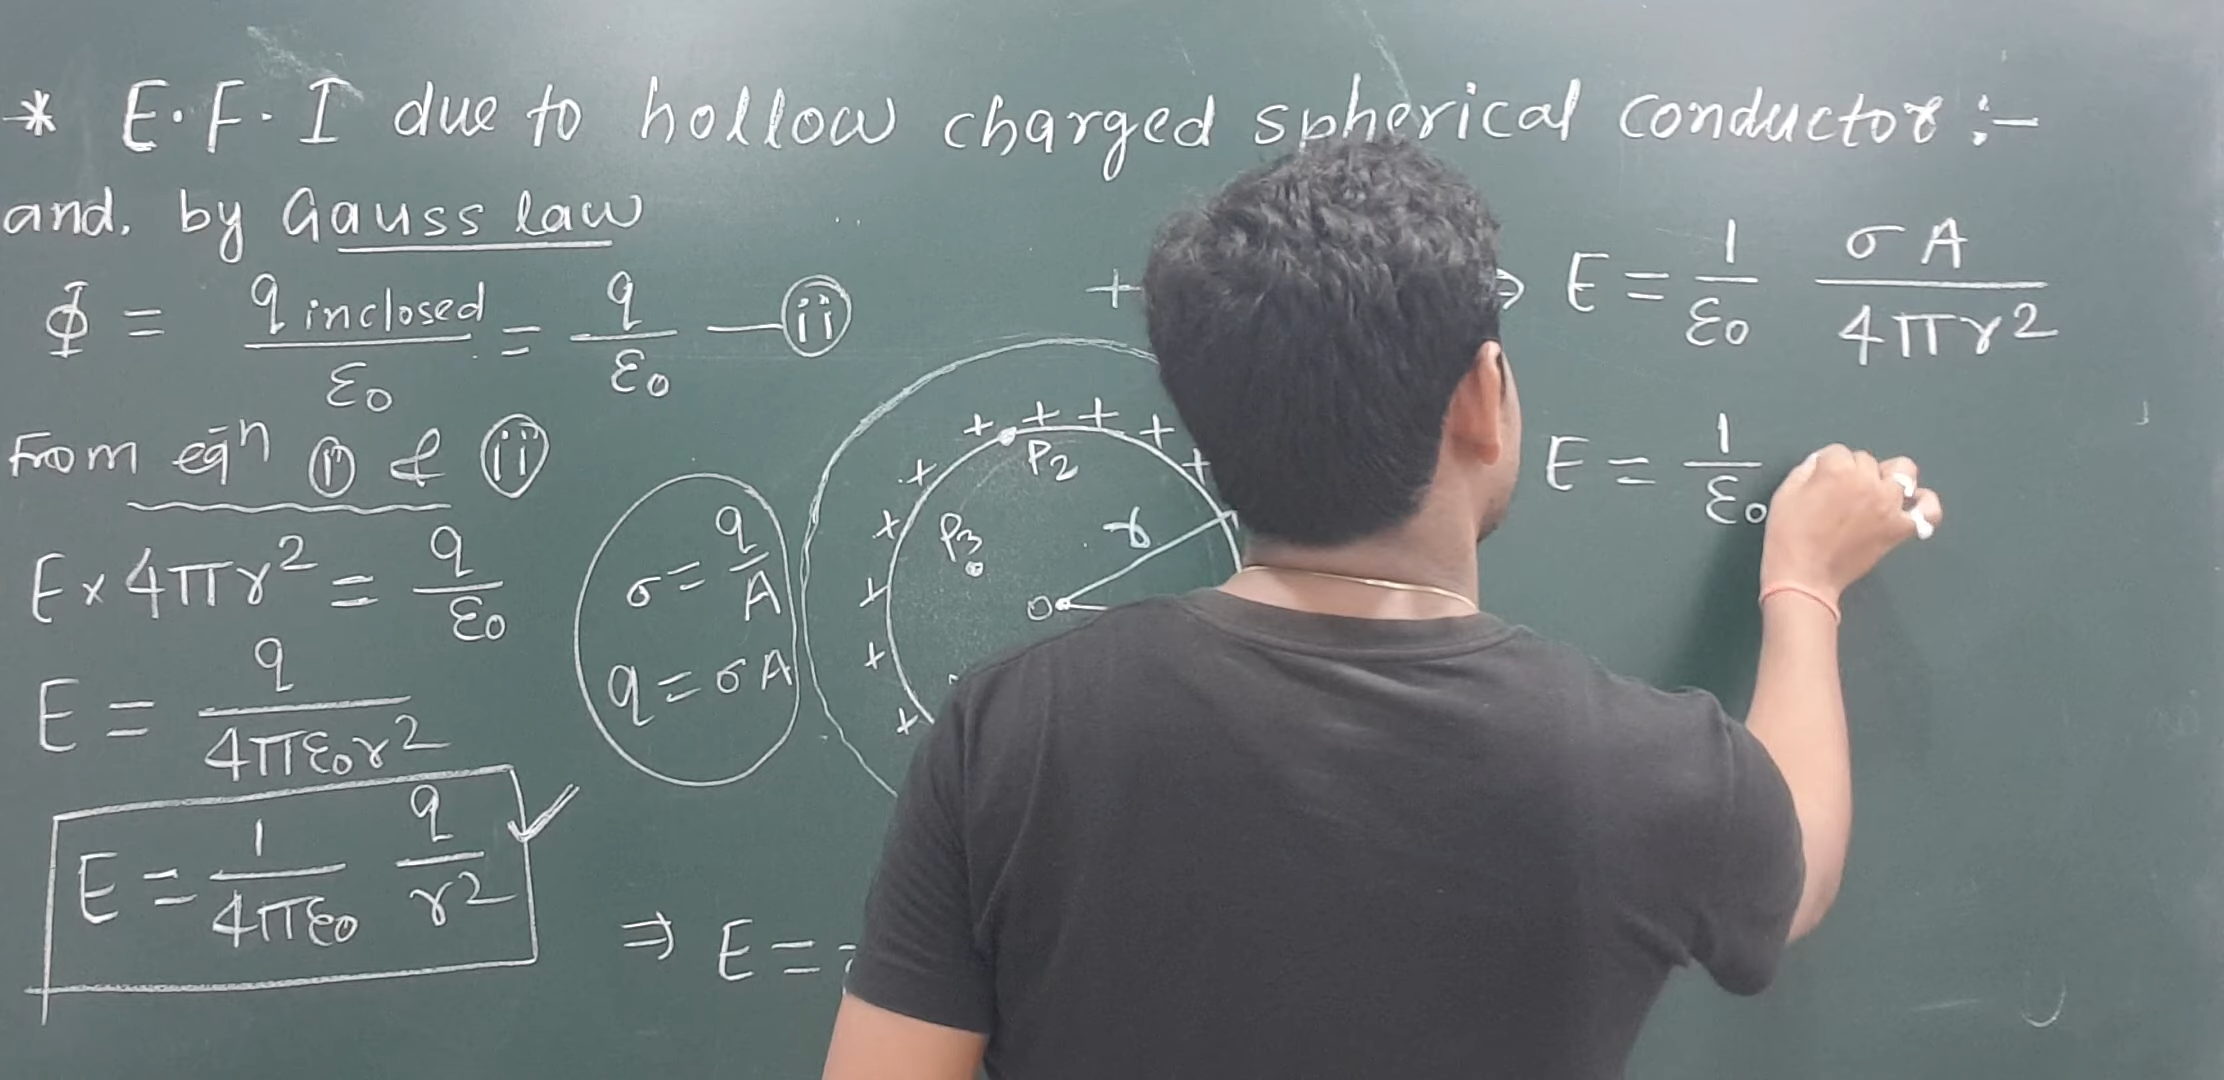 * E.F.I due to hollow charged spherical conductor :-
and. by Gauss law
Φ = q inclosed / ε0 = q / ε0 — (ii)
From eqn (i) & (ii)
E × 4πr2 = q / ε0
E = q / 4πε0r2
E = 1 / 4πε0 q / r2
σ = q / A
q = σA
+ + + + + + + + + + + +
P2
P3
r
O
⇒ E =
⇒ E = 1 / ε0 σ A / 4πr2
E = 1 / ε0